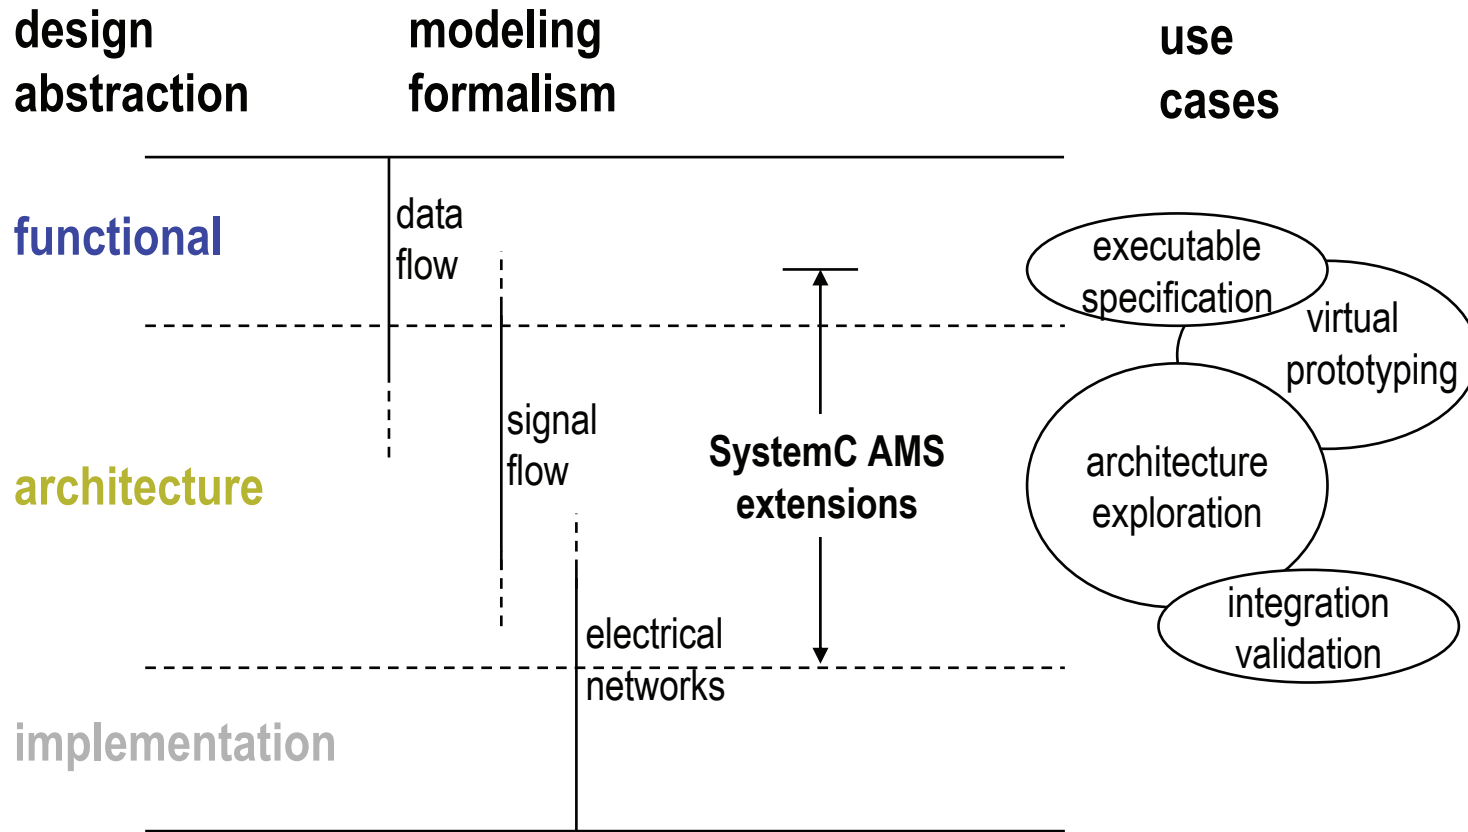 design
abstraction
modeling
formalism
use
cases
functional
data
flow
executable
specification
virtual
prototyping
architecture
signal
flow
SystemC AMS
extensions
architecture
exploration
electrical
networks
integration
validation
implementation